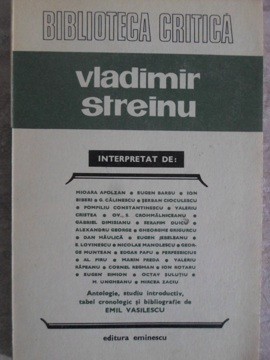 BIBLIOTECA CRITICĂ
vladimir
streinu
INTERPRETAT DE:
MIOARA APOLZAN • EUGEN BARBU • ION
BIBERI • G. CĂLINESCU • ȘERBAN CIOCULESCU
• POMPILIU CONSTANTINESCU • VALERIU
CRISTEA • OV. S. CROHMĂLNICEANU •
GABRIEL DIMISIANU • SERAFIM DUICU •
ALEXANDRU GEORGE • GHEORGHE GRIGURCU
• DAN HĂULICĂ • EUGEN JEBELEANU •
E. LOVINESCU • NICOLAE MANOLESCU • GEORGE
MUNTEAN • EDGAR PAPU • PERPESSICIUS
• AL. PIRU • MARIN PREDA • VALERIU
RÂPEANU • CORNEL REGMAN • ION ROTARU
• EUGEN SIMION • OCTAV ȘULUȚIU •
M. UNGHEANU • MIRCEA ZACIU
Antologie, studiu introductiv,
tabel cronologic și bibliografie de
EMIL VASILESCU
editura eminescu